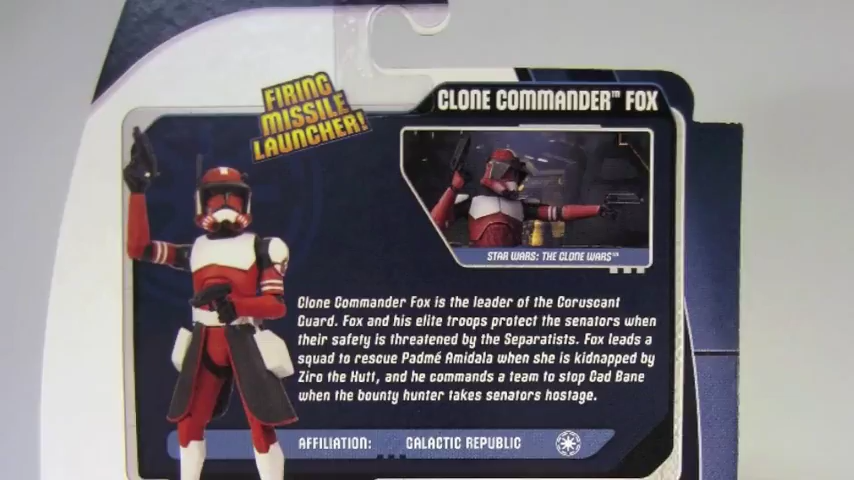 FIRING
MISSILE
LAUNCHER!
CLONE COMMANDER™ FOX
STAR WARS: THE CLONE WARS™
Clone Commander Fox is the leader of the Coruscant
Guard. Fox and his elite troops protect the senators when
their safety is threatened by the Separatists. Fox leads a
squad to rescue Padmé Amidala when she is kidnapped by
Ziro the Hutt, and he commands a team to stop Cad Bane
when the bounty hunter takes senators hostage.
AFFILIATION: GALACTIC REPUBLIC